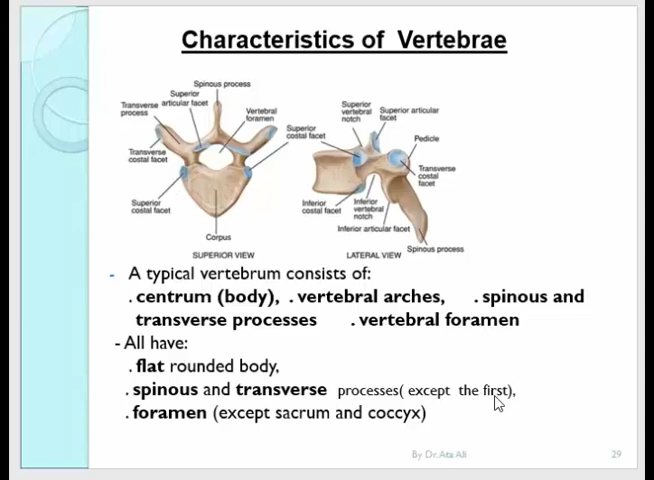 Characteristics of Vertebrae
Spinous process
Superior
articular facet
Transverse
process
Vertebral
foramen
Superior
costal facet
Transverse
costal facet
Superior
costal facet
Corpus
SUPERIOR VIEW
Superior
vertebral
notch
Superior articular
facet
Pedicle
Transverse
costal
facet
Inferior
costal facet
Inferior
vertebral
notch
Inferior articular facet
Spinous process
LATERAL VIEW
- A typical vertebrum consists of:
. centrum (body), . vertebral arches, . spinous and
transverse processes . vertebral foramen
- All have:
. flat rounded body,
. spinous and transverse processes( except the first),
. foramen (except sacrum and coccyx)
By Dr.Ata Ali
29